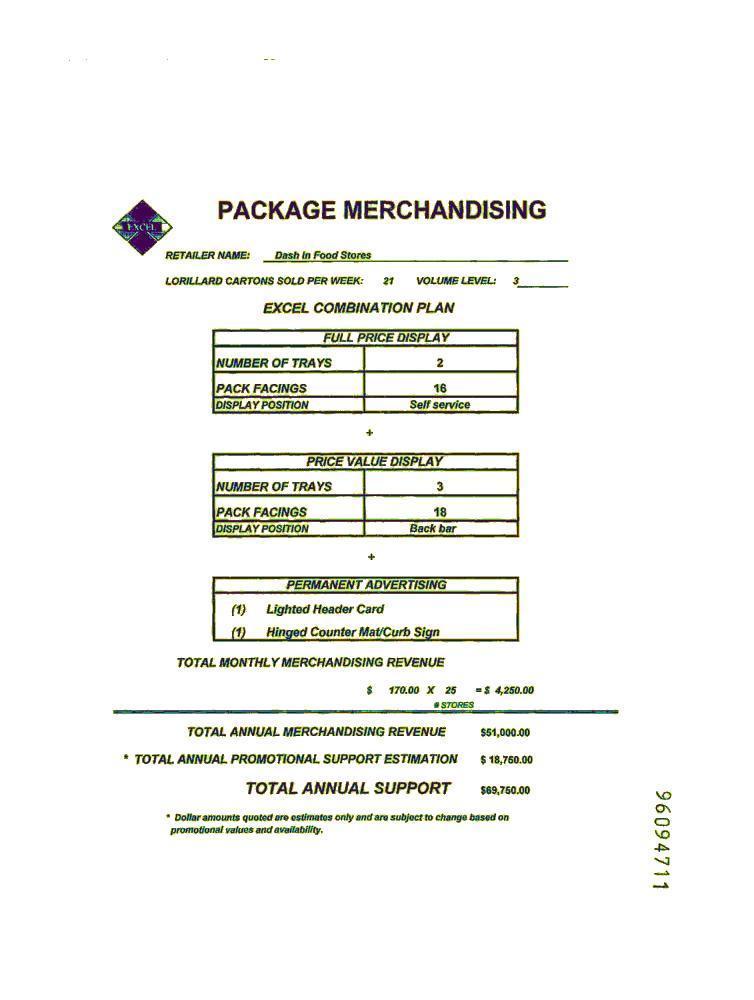 PACKAGE MERCHANDISING
EXCEL
RETAILER NAME: Dash In Food Stores
LORILLARD CARTONS SOLD PER WEEK: 21 VOLUME LEVEL: 3
EXCEL COMBINATION PLAN
FULL PRICE DISPLAY
NUMBER OF TRAYS 2
PACK FACINGS 16
DISPLAY POSITION Self service
+
PRICE VALUE DISPLAY
NUMBER OF TRAYS 3
PACK FACINGS 18
DISPLAY POSITION Back bar
+
PERMANENT ADVERTISING
(1) Lighted Header Card
(1) Hinged Counter Mat/Curb Sign
TOTAL MONTHLY MERCHANDISING REVENUE
$ 170.00 X 25 = $ 4,250.00
# STORES
TOTAL ANNUAL MERCHANDISING REVENUE $51,000.00
* TOTAL ANNUAL PROMOTIONAL SUPPORT ESTIMATION $ 18,750.00
TOTAL ANNUAL SUPPORT $69,750.00
* Dollar amounts quoted are estimates only and are subject to change based on
promotional values and availability.
96094711